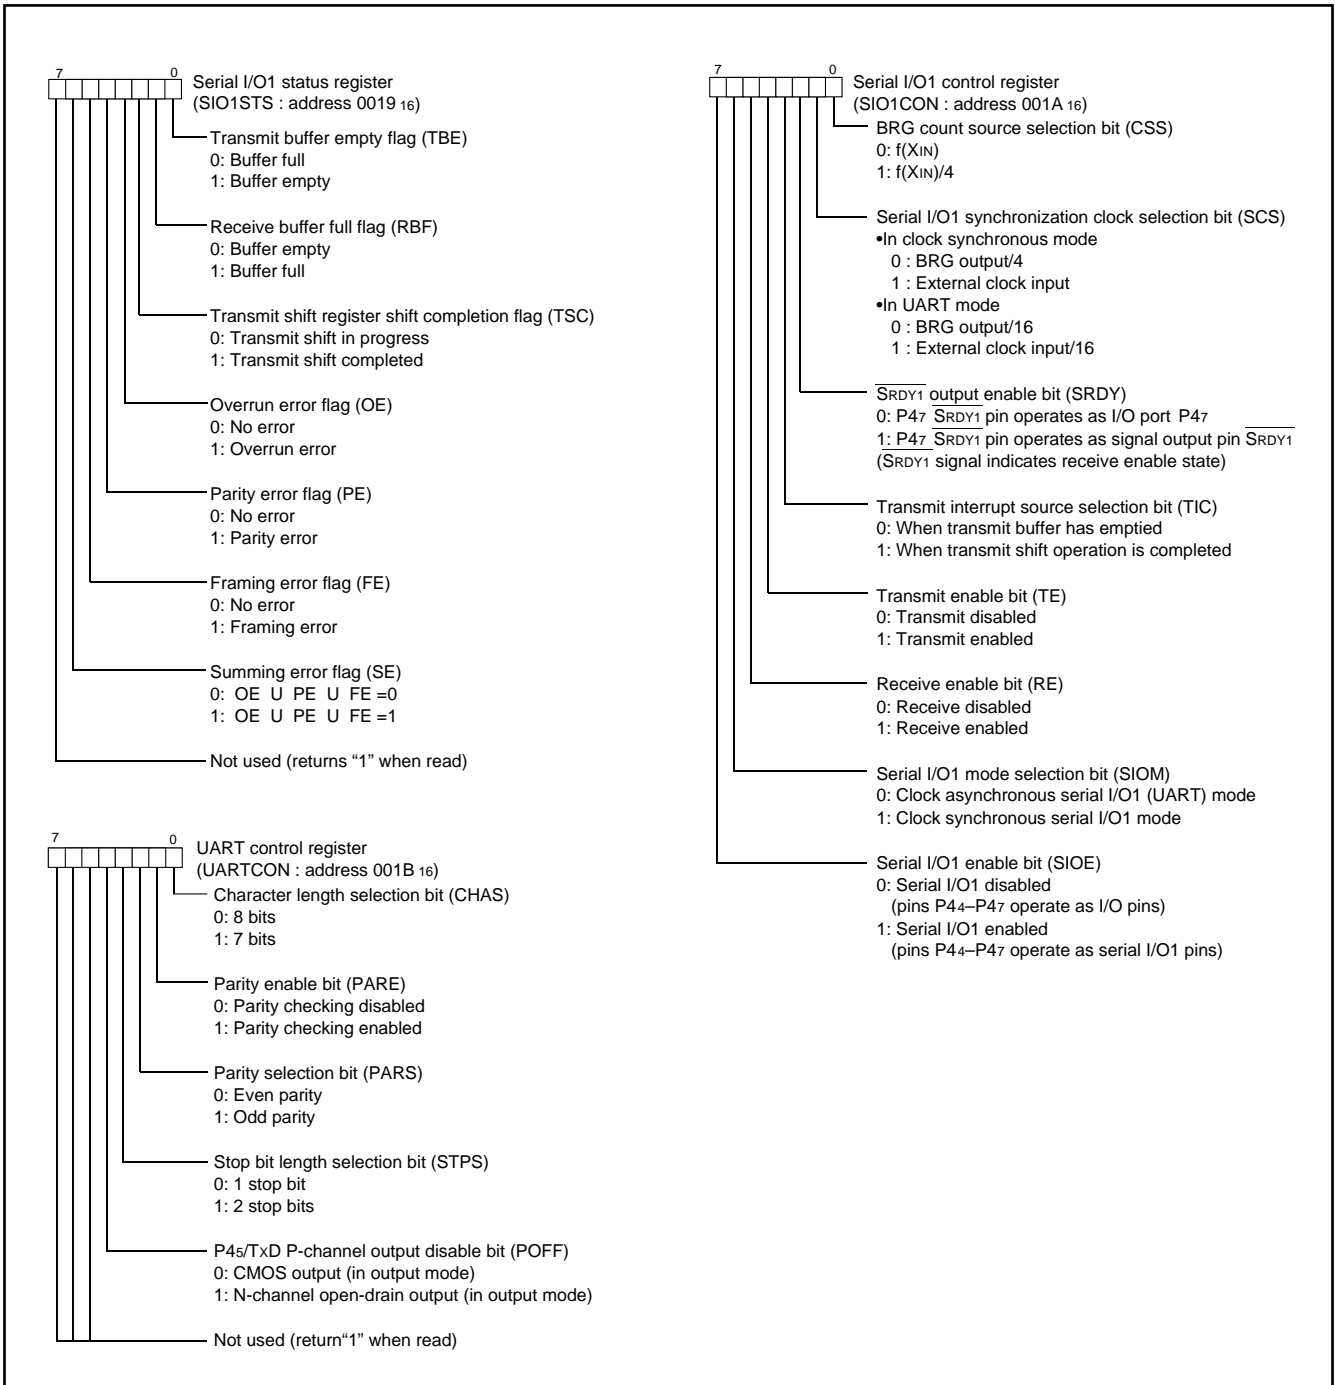 7 0
Serial I/O1 status register
(SIO1STS : address 0019 16)
Transmit buffer empty flag (TBE)
0: Buffer full
1: Buffer empty
Receive buffer full flag (RBF)
0: Buffer empty
1: Buffer full
Transmit shift register shift completion flag (TSC)
0: Transmit shift in progress
1: Transmit shift completed
Overrun error flag (OE)
0: No error
1: Overrun error
Parity error flag (PE)
0: No error
1: Parity error
Framing error flag (FE)
0: No error
1: Framing error
Summing error flag (SE)
0: OE U PE U FE =0
1: OE U PE U FE =1
Not used (returns “1” when read)
7 0
UART control register
(UARTCON : address 001B 16)
Character length selection bit (CHAS)
0: 8 bits
1: 7 bits
Parity enable bit (PARE)
0: Parity checking disabled
1: Parity checking enabled
Parity selection bit (PARS)
0: Even parity
1: Odd parity
Stop bit length selection bit (STPS)
0: 1 stop bit
1: 2 stop bits
P45/TxD P-channel output disable bit (POFF)
0: CMOS output (in output mode)
1: N-channel open-drain output (in output mode)
Not used (return“1” when read)
7 0
Serial I/O1 control register
(SIO1CON : address 001A 16)
BRG count source selection bit (CSS)
0: f(XIN)
1: f(XIN)/4
Serial I/O1 synchronization clock selection bit (SCS)
•In clock synchronous mode
0 : BRG output/4
1 : External clock input
•In UART mode
0 : BRG output/16
1 : External clock input/16
SRDY1 output enable bit (SRDY)
0: P47 SRDY1 pin operates as I/O port P47
1: P47 SRDY1 pin operates as signal output pin SRDY1
(SRDY1 signal indicates receive enable state)
Transmit interrupt source selection bit (TIC)
0: When transmit buffer has emptied
1: When transmit shift operation is completed
Transmit enable bit (TE)
0: Transmit disabled
1: Transmit enabled
Receive enable bit (RE)
0: Receive disabled
1: Receive enabled
Serial I/O1 mode selection bit (SIOM)
0: Clock asynchronous serial I/O1 (UART) mode
1: Clock synchronous serial I/O1 mode
Serial I/O1 enable bit (SIOE)
0: Serial I/O1 disabled
(pins P44–P47 operate as I/O pins)
1: Serial I/O1 enabled
(pins P44–P47 operate as serial I/O1 pins)